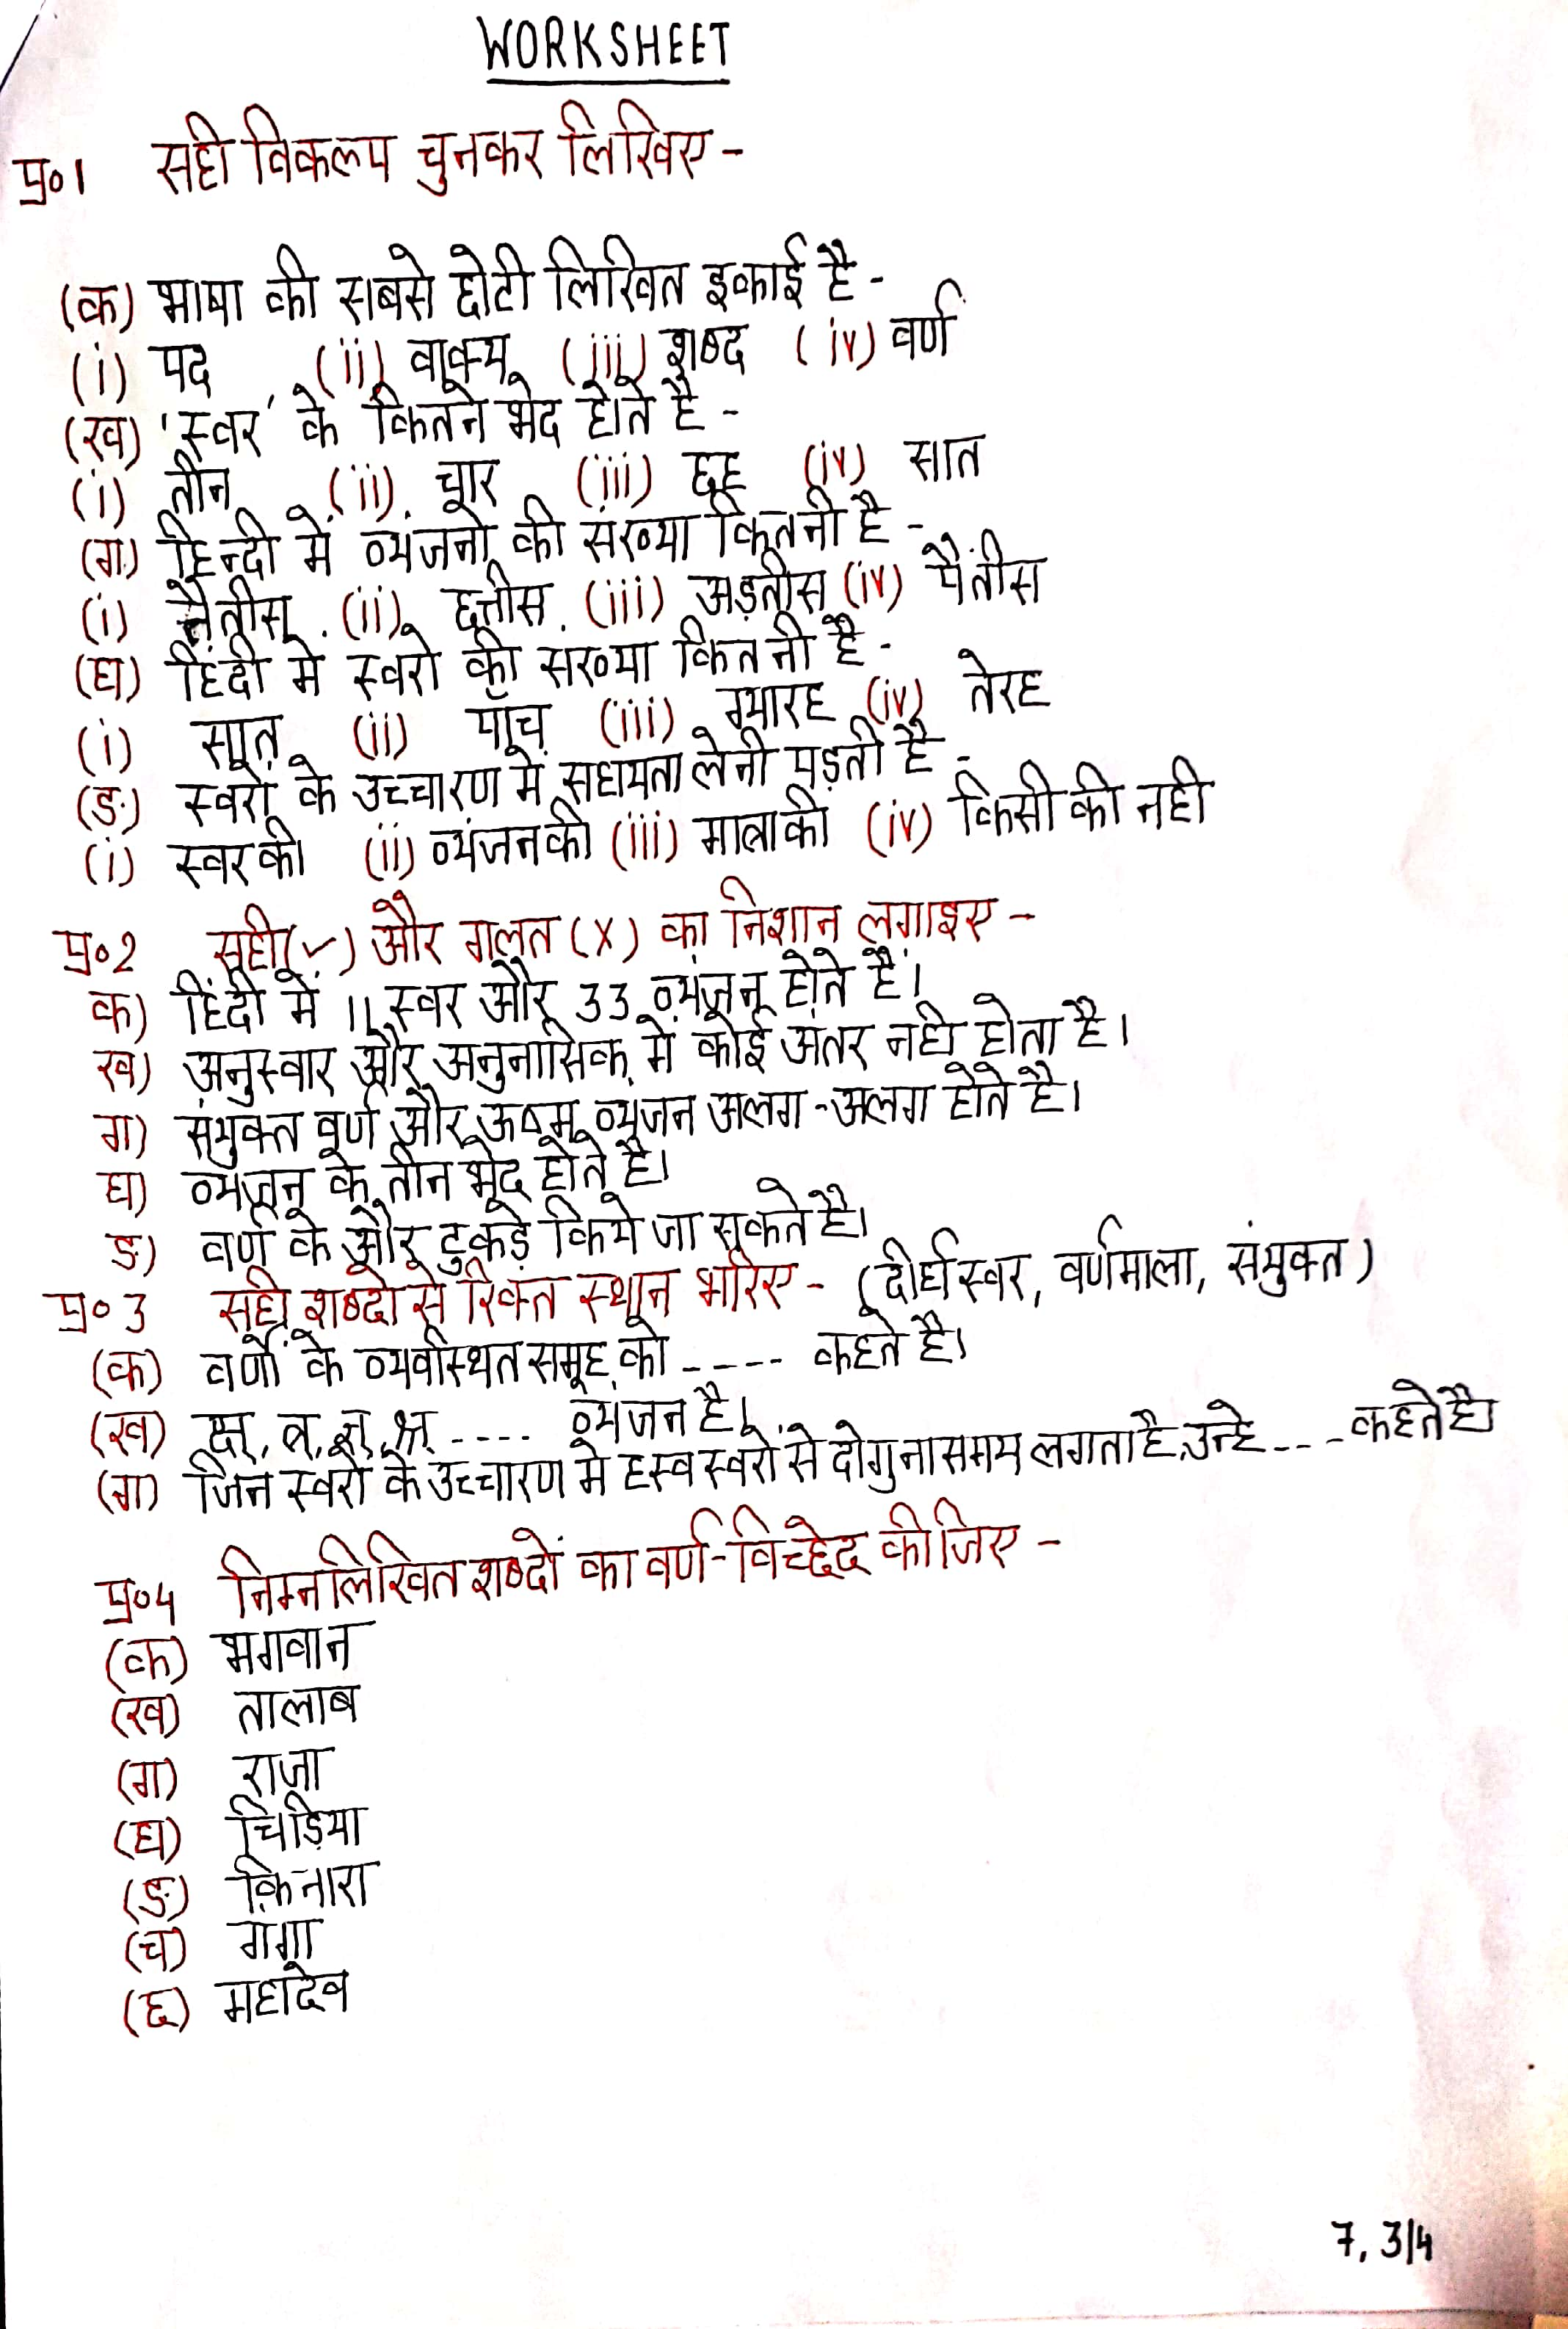 WORKSHEET
प्र०1 सही विकल्प चुनकर लिखिए -
(क) भाषा की सबसे छोटी लिखित इकाई है -
(i) पद (ii) वाक्य (iii) शब्द (iv) वर्ण
(ख) 'स्वर' के कितने भेद होते है -
(i) तीन (ii) चार (iii) छह (iv) सात
(ग) हिन्दी में व्यंजनों की संख्या कितनी है -
(i) तैंतीस (ii) छत्तीस (iii) अड़तीस (iv) पैंतीस
(घ) हिंदी मे स्वरों की संख्या कितनी है -
(i) सात (ii) पाँच (iii) ग्यारह (iv) तेरह
(ङ) स्वरों के उच्चारण में सहायता लेनी पड़ती है -
(i) स्वर की (ii) व्यंजन की (iii) मात्रा की (iv) किसी की नही
प्र०2 सही(✓) और गलत (X) का निशान लगाइए -
क) हिंदी में 11 स्वर और 33 व्यंजन होते हैं।
ख) अनुस्वार और अनुनासिक में कोई अंतर नही होता है।
ग) संयुक्त वर्ण और ऊष्म व्यंजन अलग-अलग होते है।
घ) व्यंजन के तीन भेद होते है।
ङ) वर्ण के और टुकड़े किये जा सकते है।
प्र०3 सही शब्दों से रिक्त स्थान भरिए - (दीर्घ स्वर, वर्णमाला, संयुक्त)
(क) वर्णों के व्यवस्थित समूह को ----- कहते है।
(ख) क्ष, त्र, ज्ञ, श्र .... व्यंजन है।
(ग) जिन स्वरों के उच्चारण मे ह्रस्व स्वरों से दोगुना समय लगता है, उन्हे ---- कहते है।
प्र०4 निम्नलिखित शब्दों का वर्ण-विच्छेद कीजिए -
(क) भगवान
(ख) तालाब
(ग) राजा
(घ) चिड़िया
(ङ) किनारा
(च) गंगा
(छ) महादेव
7, 3/4